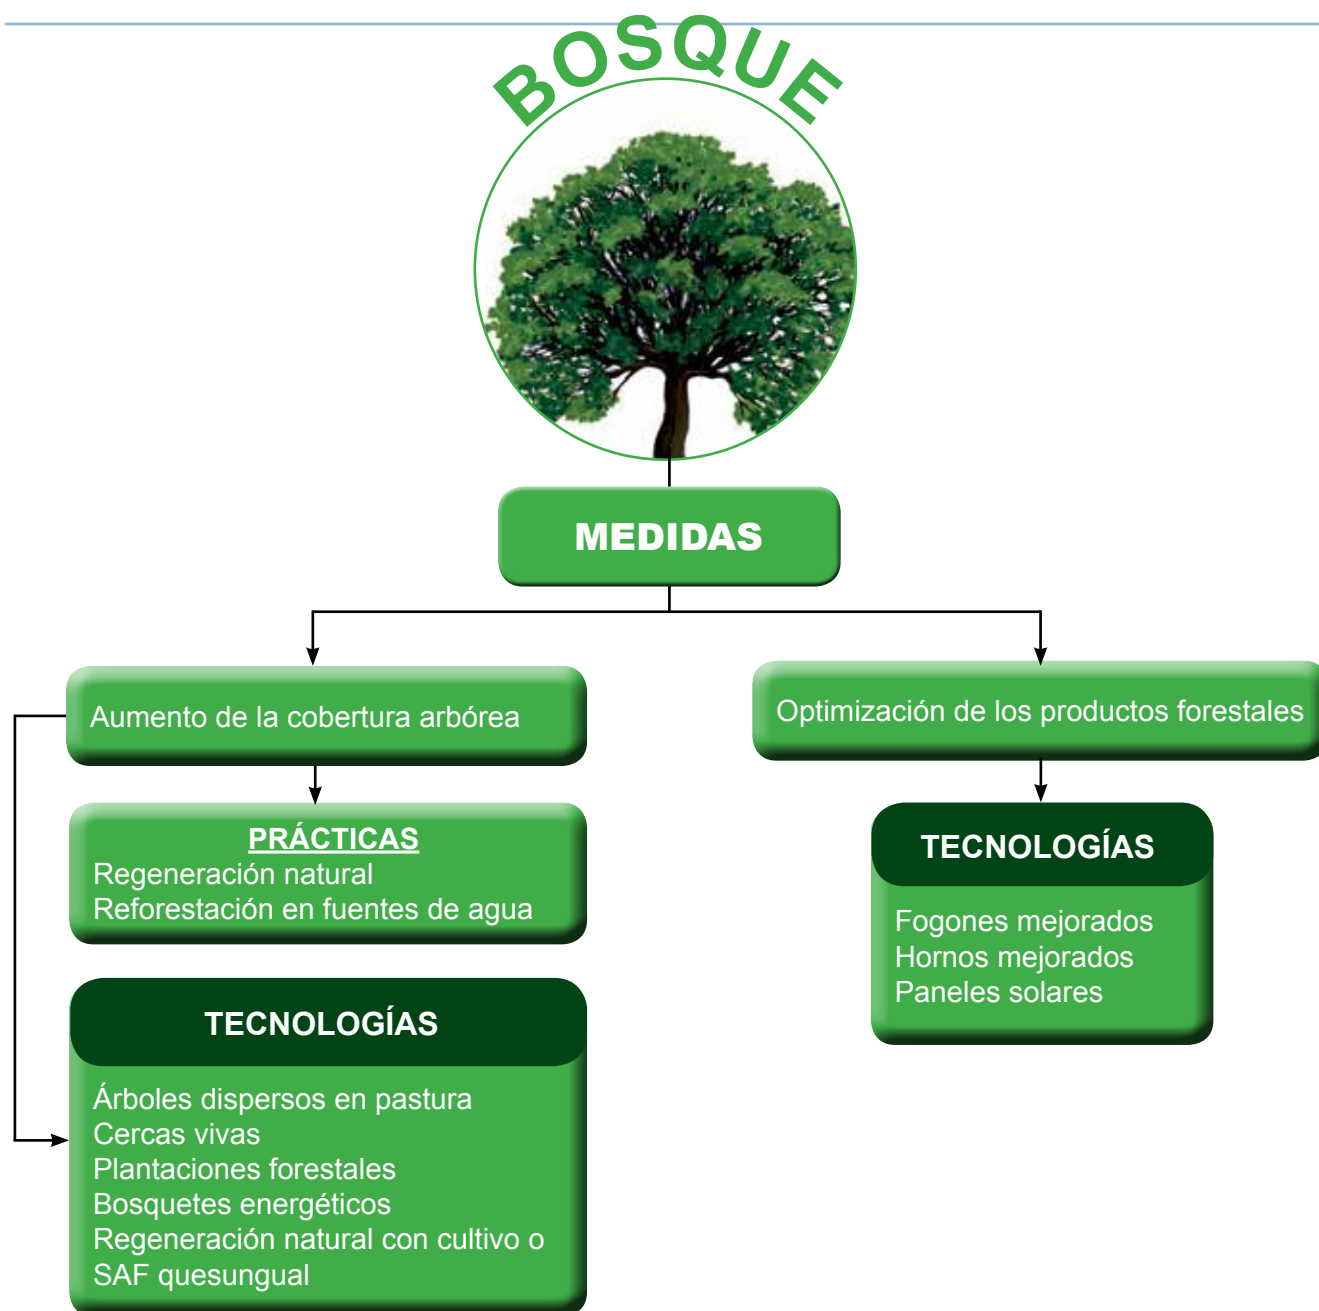 BOSQUE
MEDIDAS
Aumento de la cobertura arbórea
PRÁCTICAS
Regeneración natural
Reforestación en fuentes de agua
TECNOLOGÍAS
Árboles dispersos en pastura
Cercas vivas
Plantaciones forestales
Bosquetes energéticos
Regeneración natural con cultivo o
SAF quesungual
Optimización de los productos forestales
TECNOLOGÍAS
Fogones mejorados
Hornos mejorados
Paneles solares